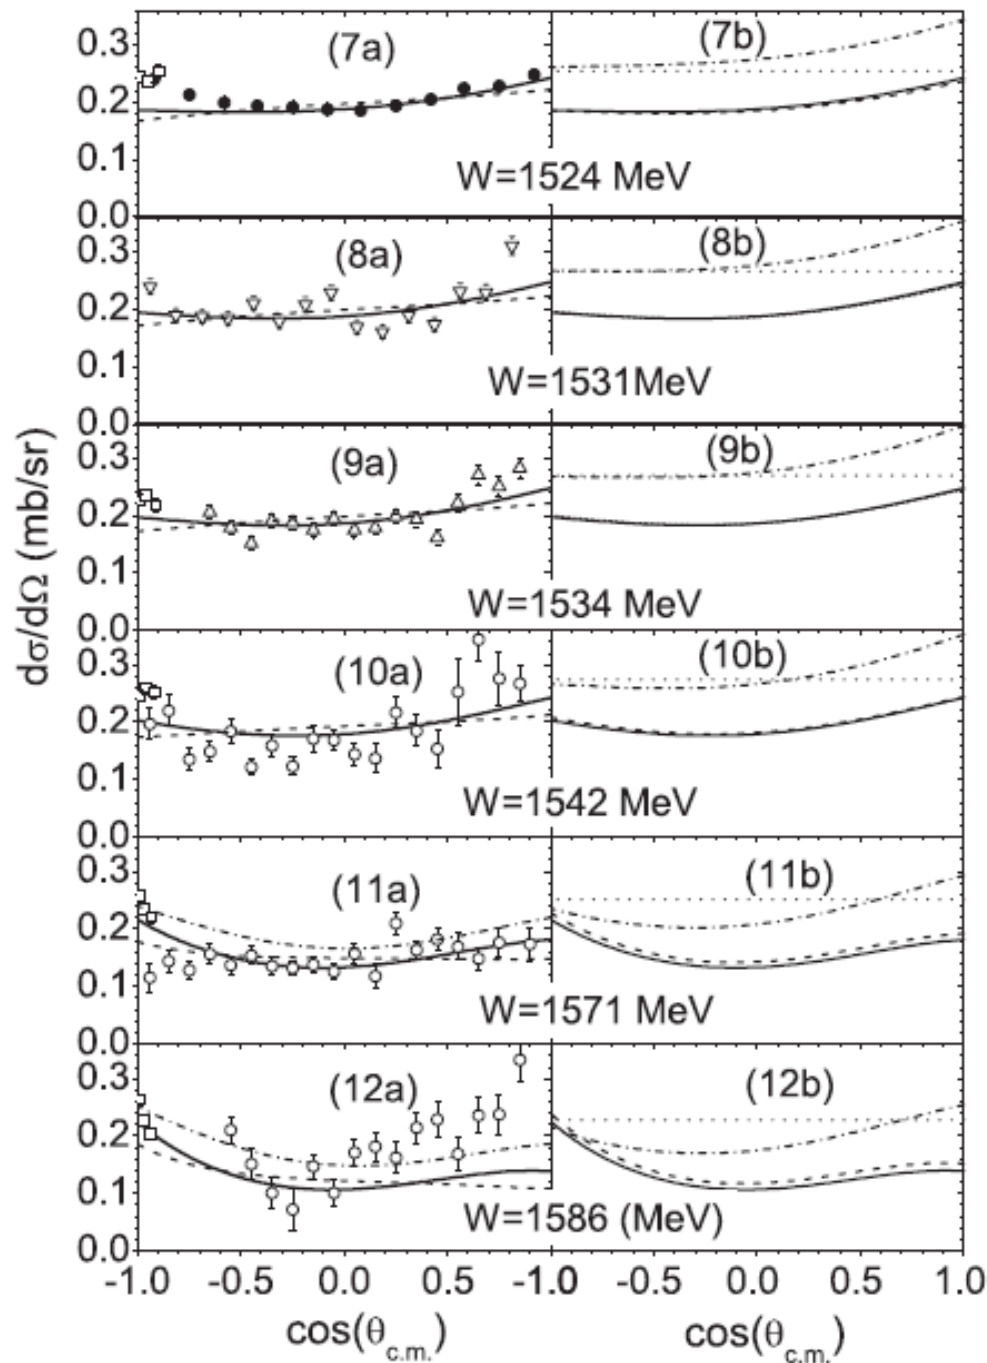 dσ/dΩ (mb/sr)
0.3
0.2
0.1
0.0
(7a)
(7b)
W=1524 MeV
0.3
0.2
0.1
0.0
(8a)
(8b)
W=1531MeV
0.3
0.2
0.1
0.0
(9a)
(9b)
W=1534 MeV
0.3
0.2
0.1
0.0
(10a)
(10b)
W=1542 MeV
0.3
0.2
0.1
0.0
(11a)
(11b)
W=1571 MeV
0.3
0.2
0.1
0.0
(12a)
(12b)
W=1586 (MeV)
-1.0 -0.5 0.0 0.5 -1.0 -0.5 0.0 0.5 1.0
cos(θc.m.) cos(θc.m.)